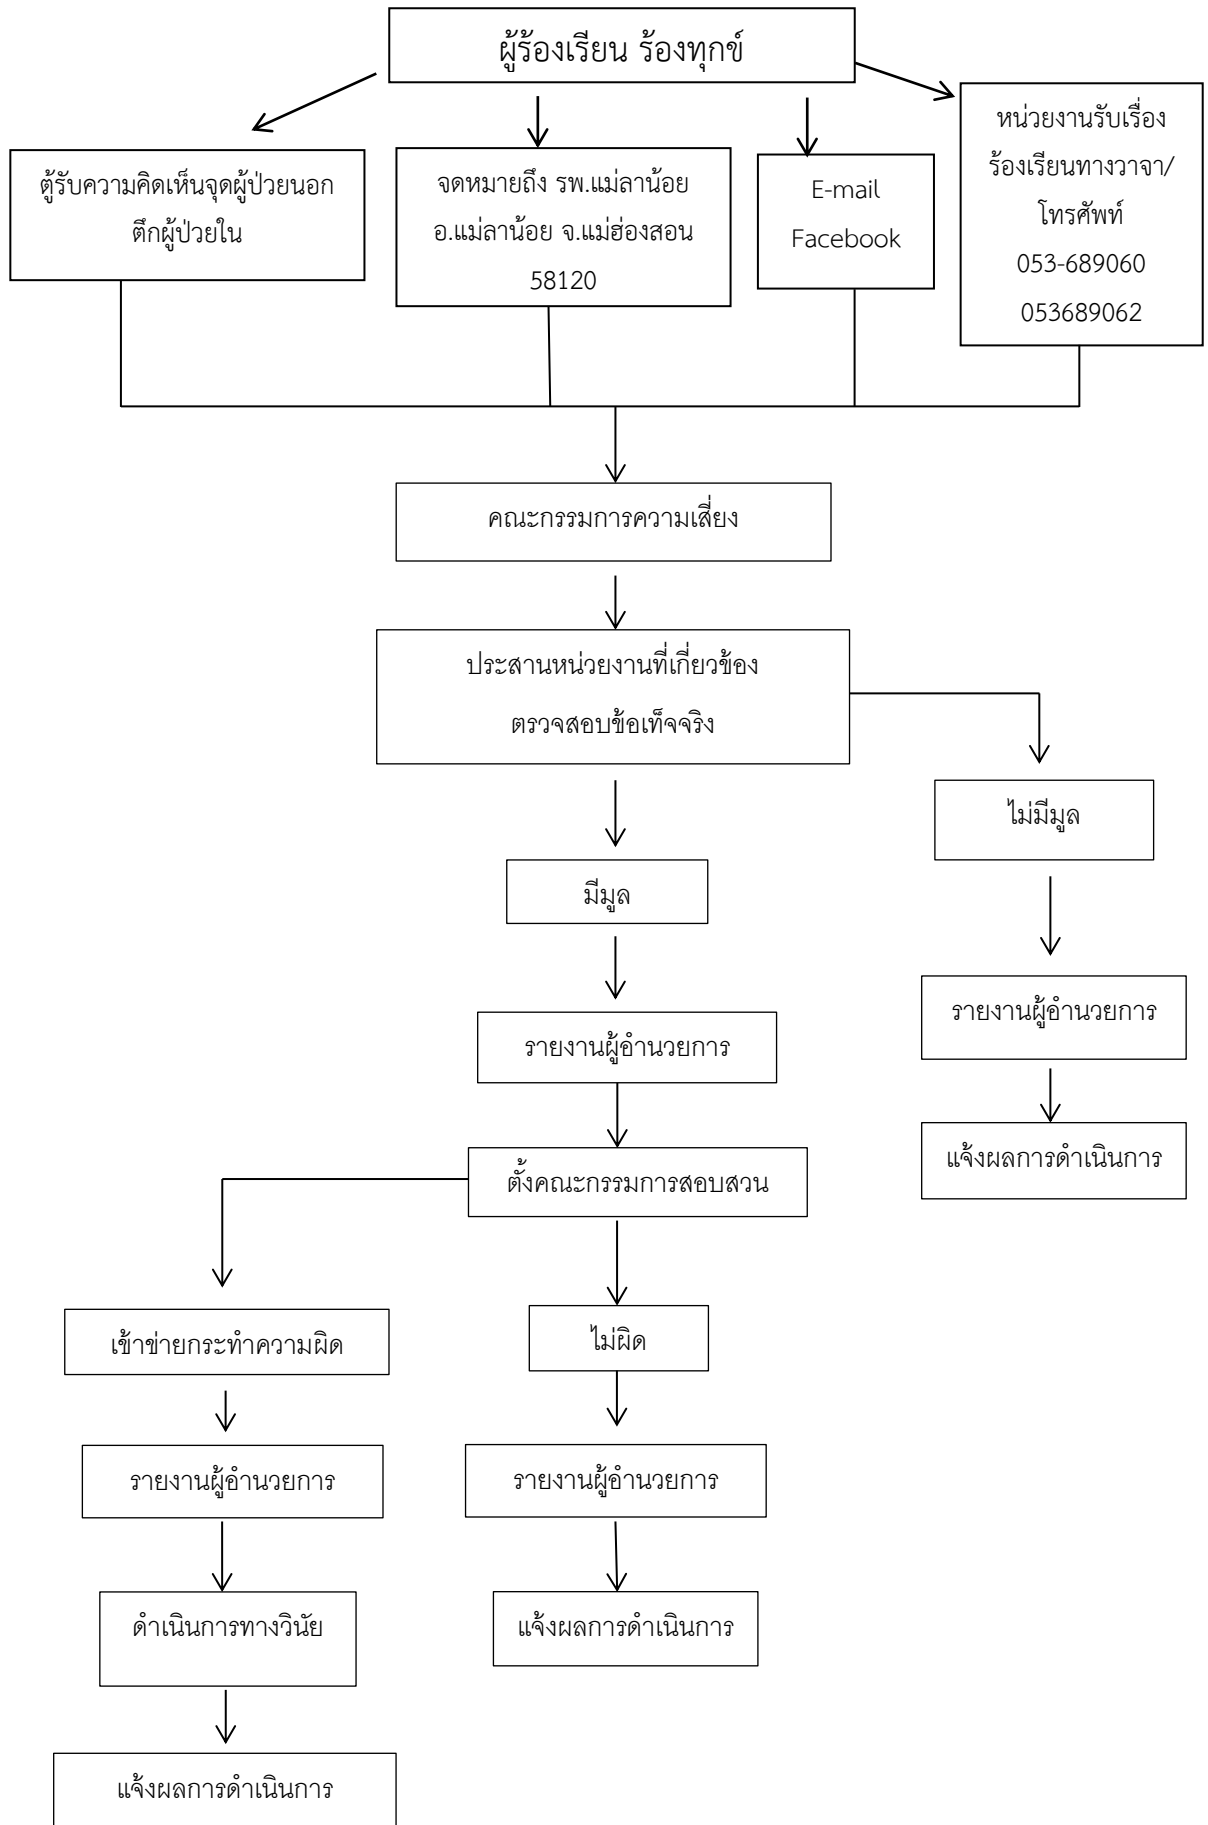 ผู้ร้องเรียน ร้องทุกข์
ตู้รับความคิดเห็นจุดผู้ป่วยนอก
ตึกผู้ป่วยใน
จดหมายถึง รพ.แม่ลาน้อย
อ.แม่ลาน้อย จ.แม่ฮ่องสอน
58120
E-mail
Facebook
หน่วยงานรับเรื่อง
ร้องเรียนทางวาจา/
โทรศัพท์
053-689060
053689062
คณะกรรมการความเสี่ยง
ประสานหน่วยงานที่เกี่ยวข้อง
ตรวจสอบข้อเท็จจริง
ไม่มีมูล
มีมูล
รายงานผู้อำนวยการ
รายงานผู้อำนวยการ
แจ้งผลการดำเนินการ
ตั้งคณะกรรมการสอบสวน
เข้าข่ายกระทำความผิด
ไม่ผิด
รายงานผู้อำนวยการ
รายงานผู้อำนวยการ
ดำเนินการทางวินัย
แจ้งผลการดำเนินการ
แจ้งผลการดำเนินการ